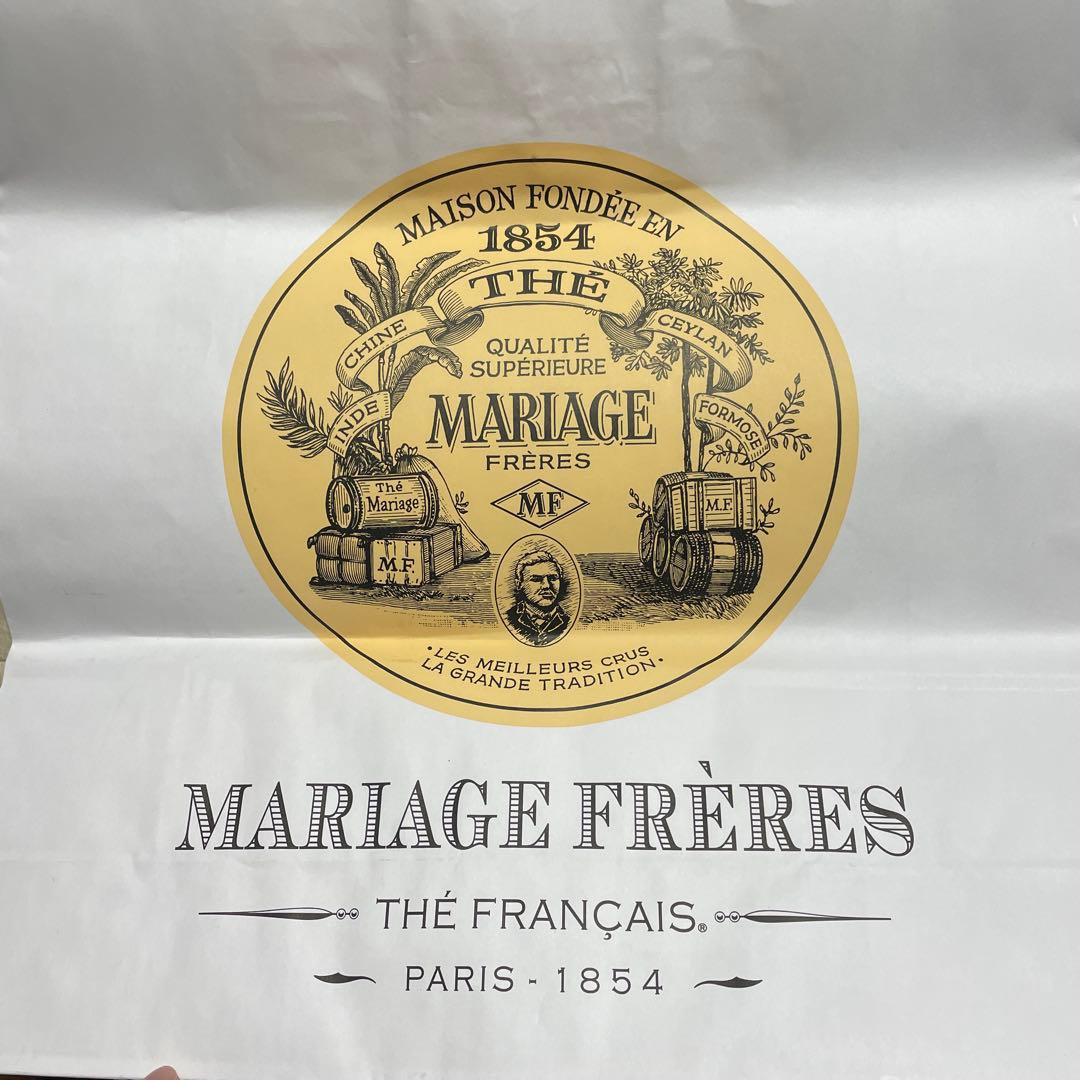 MAISON FONDÉE EN
1854
THÉ
CHINE
CEYLAN
INDE
FORMOSE
QUALITÉ
SUPÉRIEURE
MARIAGE
FRÈRES
MF
Thé
Mariage
M.F.
M.F.
•LES MEILLEURS CRUS
LA GRANDE TRADITION•
MARIAGE FRÈRES
THÉ FRANÇAIS®
PARIS - 1854